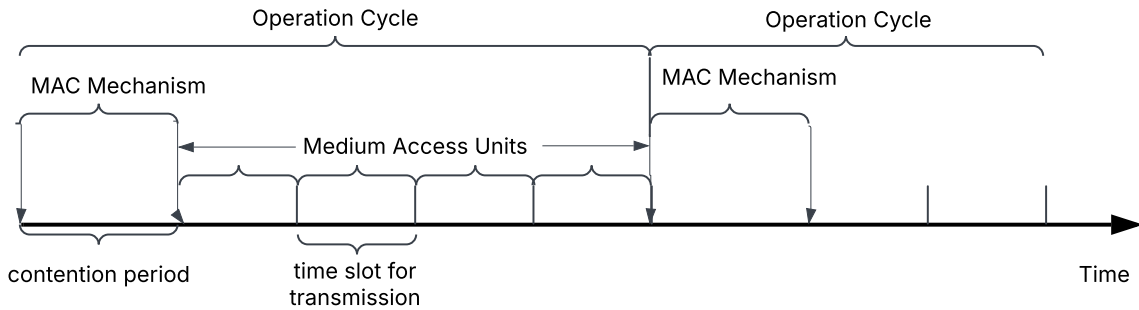 Operation Cycle
Operation Cycle
MAC Mechanism
MAC Mechanism
Medium Access Units
contention period
time slot for
transmission
Time